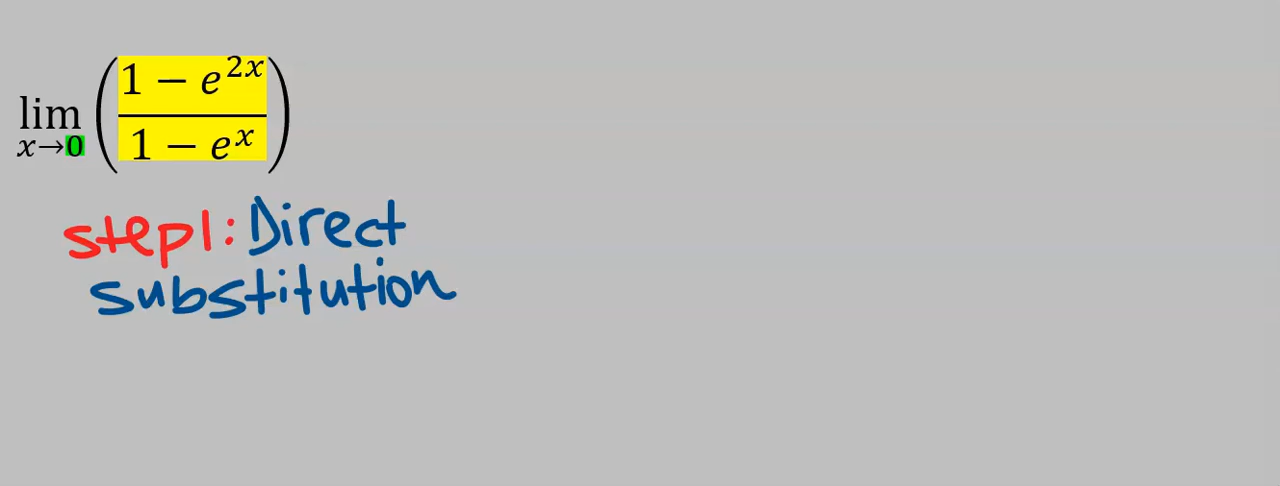 lim x→0 ( (1 − e^{2x}) / (1 − e^x) )
step1: Direct
substitution